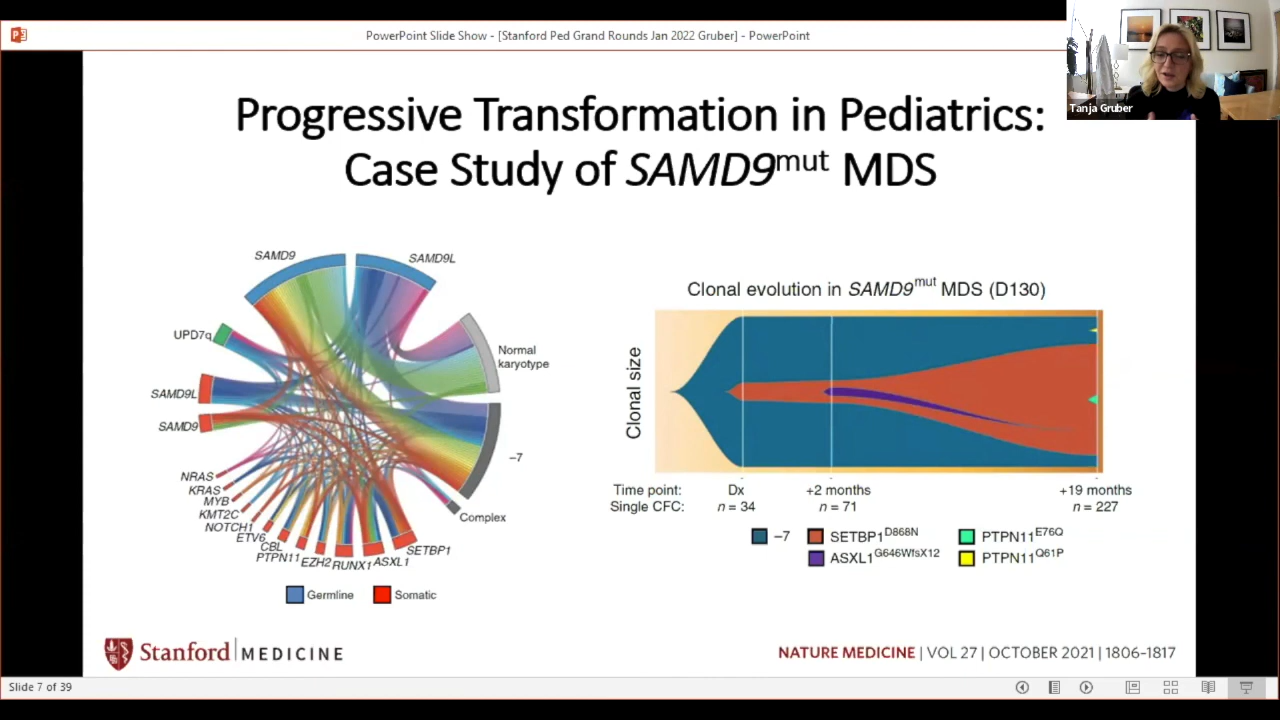 PowerPoint Slide Show - [Stanford Ped Grand Rounds Jan 2022 Gruber] - PowerPoint
Tanja Gruber
Progressive Transformation in Pediatrics:
Case Study of SAMD9mut MDS
SAMD9
SAMD9L
UPD7q
Normal
karyotype
SAMD9L
SAMD9
–7
NRAS
KRAS
MYB
KMT2C
NOTCH1
ETV6
CBL
PTPN11
EZH2
RUNX1
ASXL1
SETBP1
Complex
Germline
Somatic
Clonal evolution in SAMD9mut MDS (D130)
Clonal size
Time point: Dx +2 months +19 months
Single CFC: n = 34 n = 71 n = 227
–7 SETBP1D868N PTPN11E76Q
ASXL1G646WfsX12 PTPN11Q61P
Stanford MEDICINE
NATURE MEDICINE | VOL 27 | OCTOBER 2021 | 1806-1817
Slide 7 of 39